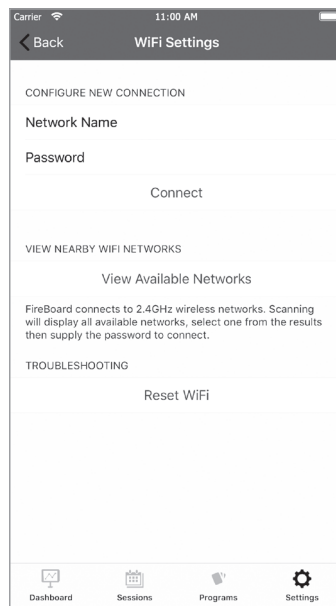 Carrier 11:00 AM
Back WiFi Settings
CONFIGURE NEW CONNECTION
Network Name
Password
Connect
VIEW NEARBY WIFI NETWORKS
View Available Networks
FireBoard connects to 2.4GHz wireless networks. Scanning
will display all available networks, select one from the results
then supply the password to connect.
TROUBLESHOOTING
Reset WiFi
Dashboard Sessions Programs Settings